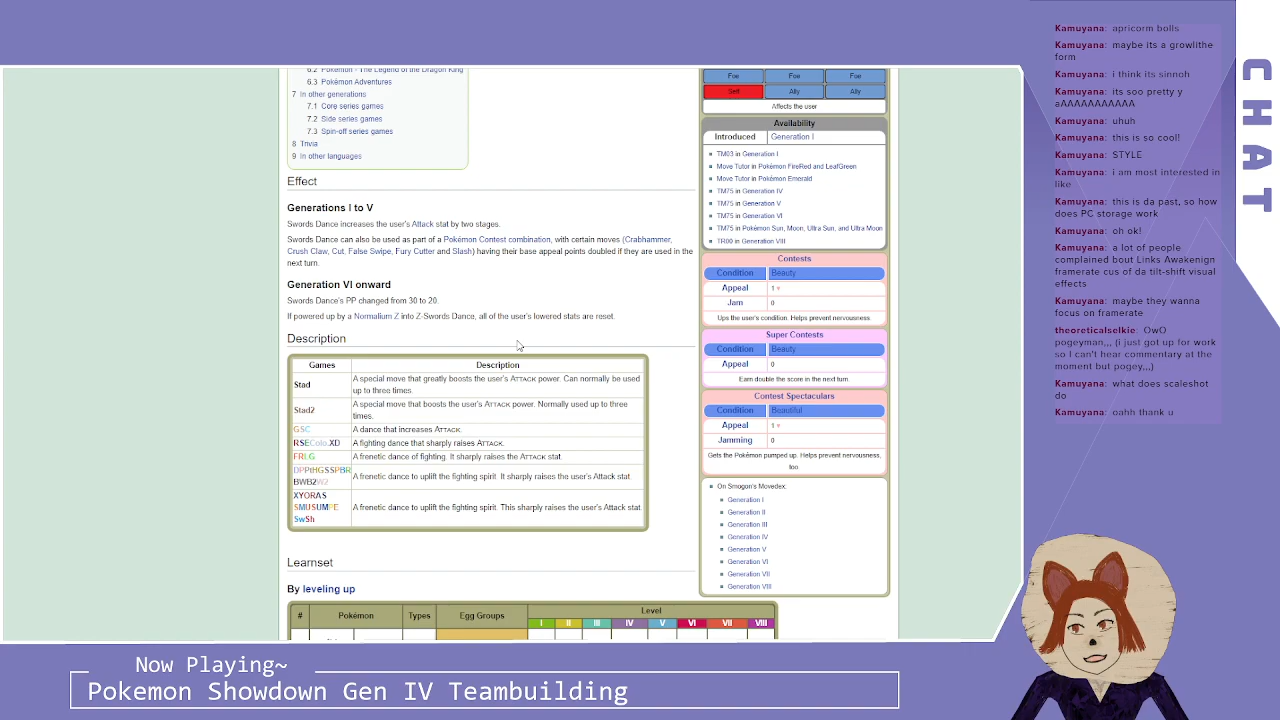 6.2 Pokémon - The Legend of the Dragon King
6.3 Pokémon Adventures
7 In other generations
7.1 Core series games
7.2 Side series games
7.3 Spin-off series games
8 Trivia
9 In other languages
Effect
Generations I to V
Swords Dance increases the user's Attack stat by two stages.
Swords Dance can also be used as part of a Pokémon Contest combination, with certain moves (Crabhammer,
Crush Claw, Cut, False Swipe, Fury Cutter and Slash) having their base appeal points doubled if they are used in the
next turn.
Generation VI onward
Swords Dance's PP changed from 30 to 20.
If powered up by a Normalium Z into Z-Swords Dance, all of the user's lowered stats are reset.
Description
Games Description
Stad A special move that greatly boosts the user's ATTACK power. Can normally be used
up to three times.
Stad2 A special move that boosts the user's ATTACK power. Normally used up to three
times.
GSC A dance that increases ATTACK.
RSEColo.XD A fighting dance that sharply raises ATTACK.
FRLG A frenetic dance of fighting. It sharply raises the ATTACK stat.
DPPtHGSSPBR
BWB2W2 A frenetic dance to uplift the fighting spirit. It sharply raises the user's Attack stat.
XYORAS
SMUSUMPE A frenetic dance to uplift the fighting spirit. This sharply raises the user's Attack stat.
SwSh
Learnset
By leveling up
# Pokémon Types Egg Groups Level
I II III IV V VI VII VIII
Foe Foe Foe
Self Ally Ally
Affects the user
Availability
Introduced Generation I
TM03 in Generation I
Move Tutor in Pokémon FireRed and LeafGreen
Move Tutor in Pokémon Emerald
TM75 in Generation IV
TM75 in Generation V
TM75 in Generation VI
TM75 in Pokémon Sun, Moon, Ultra Sun, and Ultra Moon
TR00 in Generation VIII
Contests
Condition Beauty
Appeal 1 ♥
Jam 0
Ups the user's condition. Helps prevent nervousness.
Super Contests
Condition Beauty
Appeal 0
Earn double the score in the next turn.
Contest Spectaculars
Condition Beautiful
Appeal 1 ♥
Jamming 0
Gets the Pokémon pumped up. Helps prevent nervousness,
too.
On Smogon's Movedex:
Generation I
Generation II
Generation III
Generation IV
Generation V
Generation VI
Generation VII
Generation VIII
Kamuyana: apricorn bolls
Kamuyana: maybe its a growlithe
form
Kamuyana: i think its sinnoh
Kamuyana: its soo pretty y
aAAAAAAAAAAA
Kamuyana: uhuh
Kamuyana: this is so cool!
Kamuyana: STYLE
Kamuyana: i am most interested in
like
Kamuyana: this is da past, so how
does PC storage work
Kamuyana: oh ok!
Kamuyana: a lot of people
complained bout Links Awakenign
framerate cus of da tilt-shift visual
effects
Kamuyana: maybe they wanna
focus on framerate
theoreticalselkie: OwO
pogeyman,,, (i just got up for work
so I can't hear commentary at the
moment but pogey,,,)
Kamuyana: what does scaleshot
do
Kamuyana: oahh thank u
CHAT
Now Playing~
Pokemon Showdown Gen IV Teambuilding